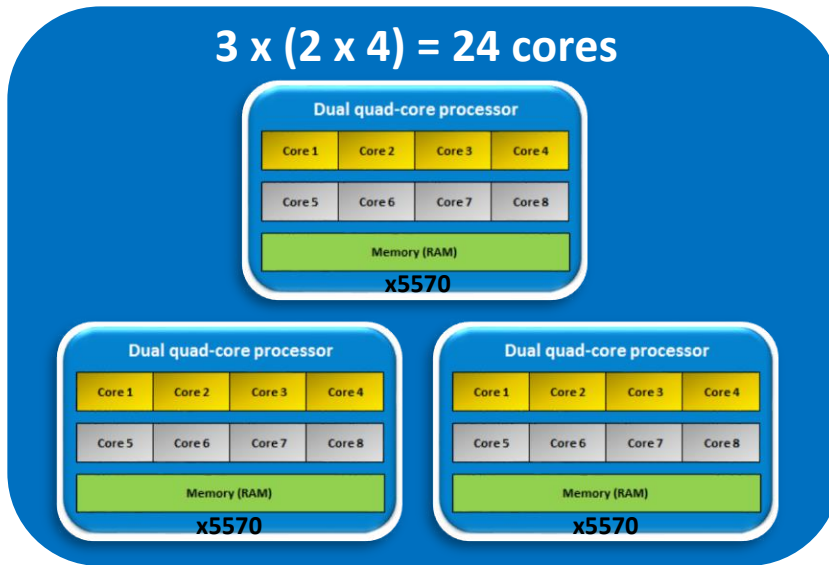 3 x (2 x 4) = 24 cores
Dual quad-core processor
Core 1 Core 2 Core 3 Core 4
Core 5 Core 6 Core 7 Core 8
Memory (RAM)
x5570
Dual quad-core processor
Core 1 Core 2 Core 3 Core 4
Core 5 Core 6 Core 7 Core 8
Memory (RAM)
x5570
Dual quad-core processor
Core 1 Core 2 Core 3 Core 4
Core 5 Core 6 Core 7 Core 8
Memory (RAM)
x5570